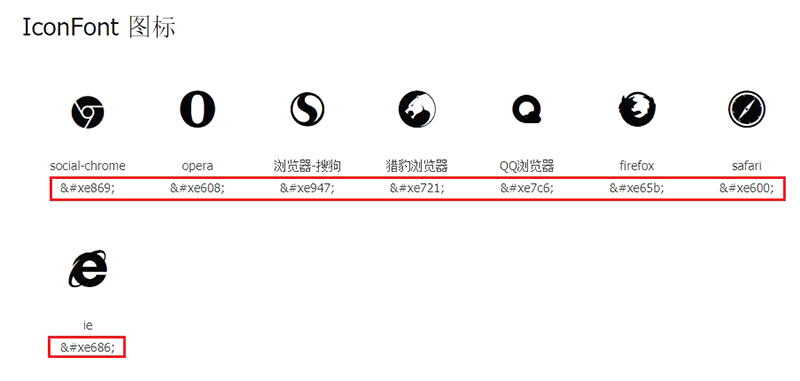 IconFont 图标
social-chrome opera 浏览器-搜狗 猎豹浏览器 QQ浏览器 firefox safari
&#xe869; &#xe608; &#xe947; &#xe721; &#xe7c6; &#xe65b; &#xe600;
ie
&#xe686;